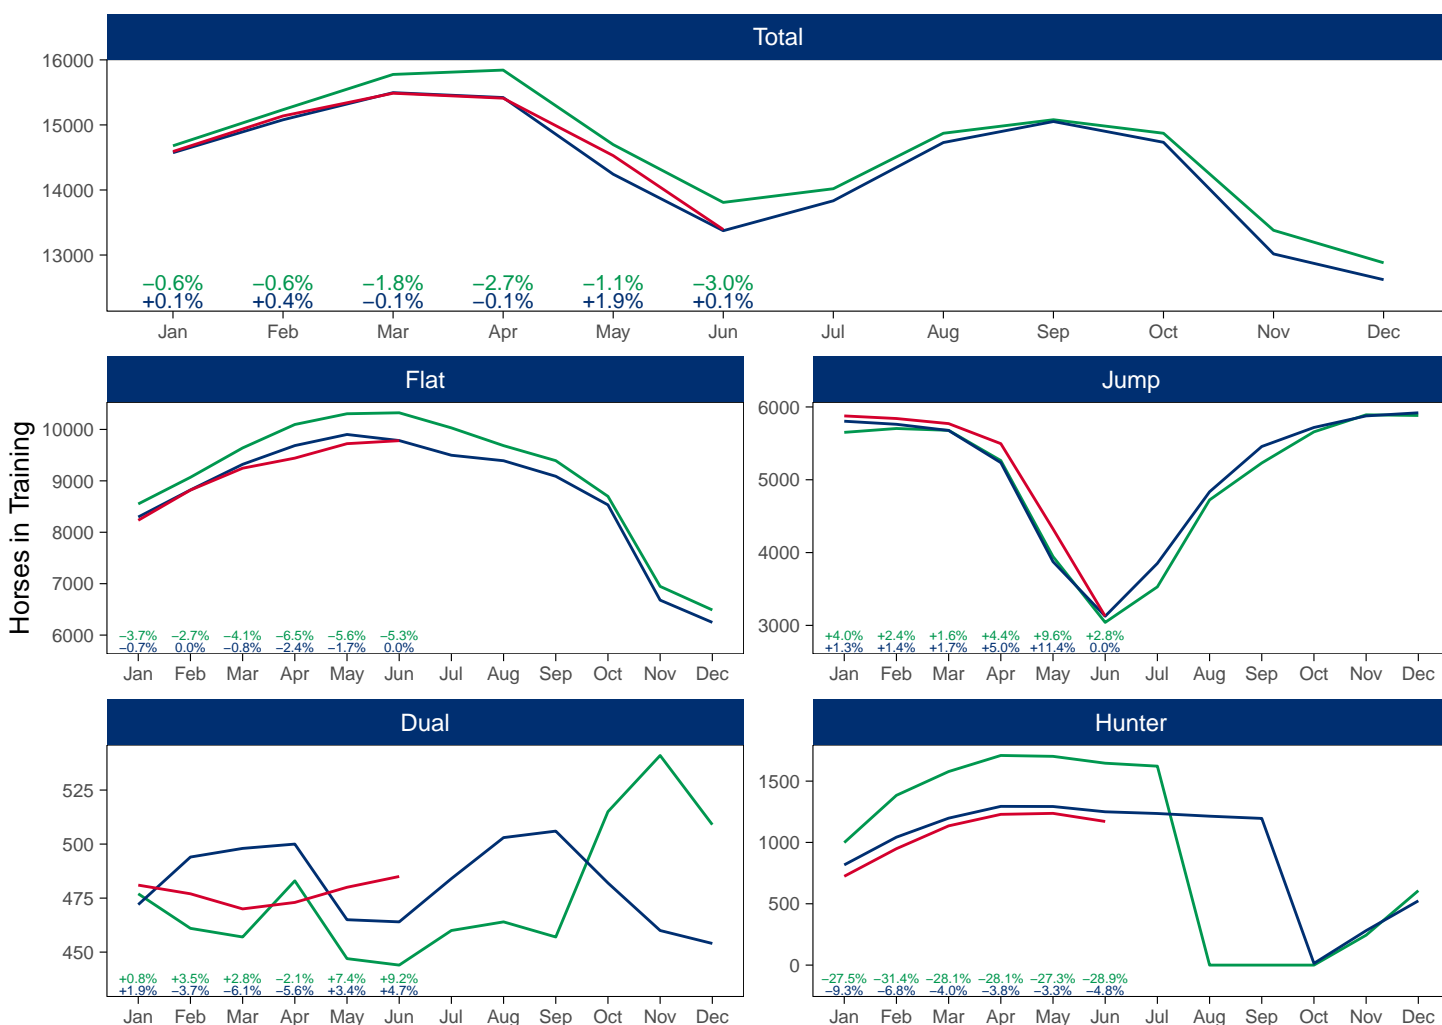 Total
16000
15000
14000
13000
−0.6% −0.6% −1.8% −2.7% −1.1% −3.0%
+0.1% +0.4% −0.1% −0.1% +1.9% +0.1%
Jan Feb Mar Apr May Jun Jul Aug Sep Oct Nov Dec
Horses in Training
Flat
10000
9000
8000
7000
6000
−3.7% −2.7% −4.1% −6.5% −5.6% −5.3%
−0.7% 0.0% −0.8% −2.4% −1.7% 0.0%
Jan Feb Mar Apr May Jun Jul Aug Sep Oct Nov Dec
Jump
6000
5000
4000
3000
+4.0% +2.4% +1.6% +4.4% +9.6% +2.8%
+1.3% +1.4% +1.7% +5.0% +11.4% 0.0%
Jan Feb Mar Apr May Jun Jul Aug Sep Oct Nov Dec
Dual
525
500
475
450
+0.8% +3.5% +2.8% −2.1% +7.4% +9.2%
+1.9% −3.7% −6.1% −5.6% +3.4% +4.7%
Jan Feb Mar Apr May Jun Jul Aug Sep Oct Nov Dec
Hunter
1500
1000
500
0
−27.5% −31.4% −28.1% −28.1% −27.3% −28.9%
−9.3% −6.8% −4.0% −3.8% −3.3% −4.8%
Jan Feb Mar Apr May Jun Jul Aug Sep Oct Nov Dec